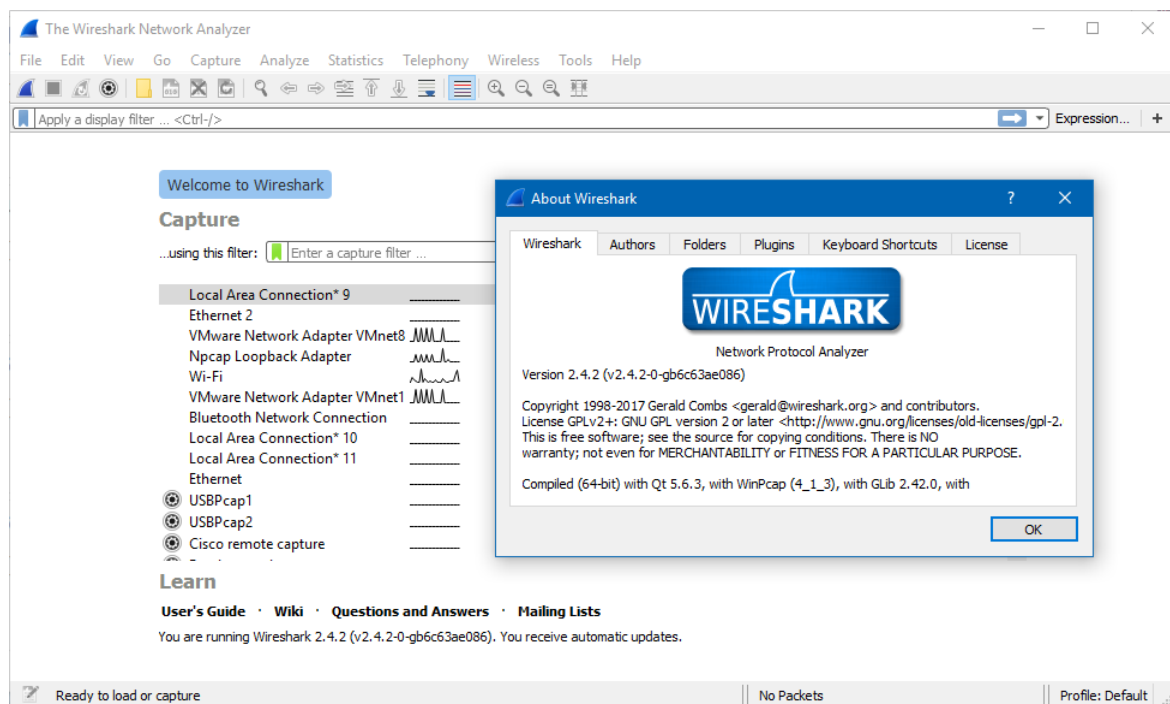 The Wireshark Network Analyzer
File Edit View Go Capture Analyze Statistics Telephony Wireless Tools Help
Apply a display filter ... <Ctrl-/>
Expression... +
Welcome to Wireshark
Capture
...using this filter: Enter a capture filter ...
Local Area Connection* 9
Ethernet 2
VMware Network Adapter VMnet8
Npcap Loopback Adapter
Wi-Fi
VMware Network Adapter VMnet1
Bluetooth Network Connection
Local Area Connection* 10
Local Area Connection* 11
Ethernet
USBPcap1
USBPcap2
Cisco remote capture
Learn
User's Guide · Wiki · Questions and Answers · Mailing Lists
You are running Wireshark 2.4.2 (v2.4.2-0-gb6c63ae086). You receive automatic updates.
About Wireshark
Wireshark Authors Folders Plugins Keyboard Shortcuts License
WIRESHARK
Network Protocol Analyzer
Version 2.4.2 (v2.4.2-0-gb6c63ae086)
Copyright 1998-2017 Gerald Combs <gerald@wireshark.org> and contributors.
License GPLv2+: GNU GPL version 2 or later <http://www.gnu.org/licenses/old-licenses/gpl-2.
This is free software; see the source for copying conditions. There is NO
warranty; not even for MERCHANTABILITY or FITNESS FOR A PARTICULAR PURPOSE.
Compiled (64-bit) with Qt 5.6.3, with WinPcap (4_1_3), with GLib 2.42.0, with
OK
Ready to load or capture
No Packets
Profile: Default